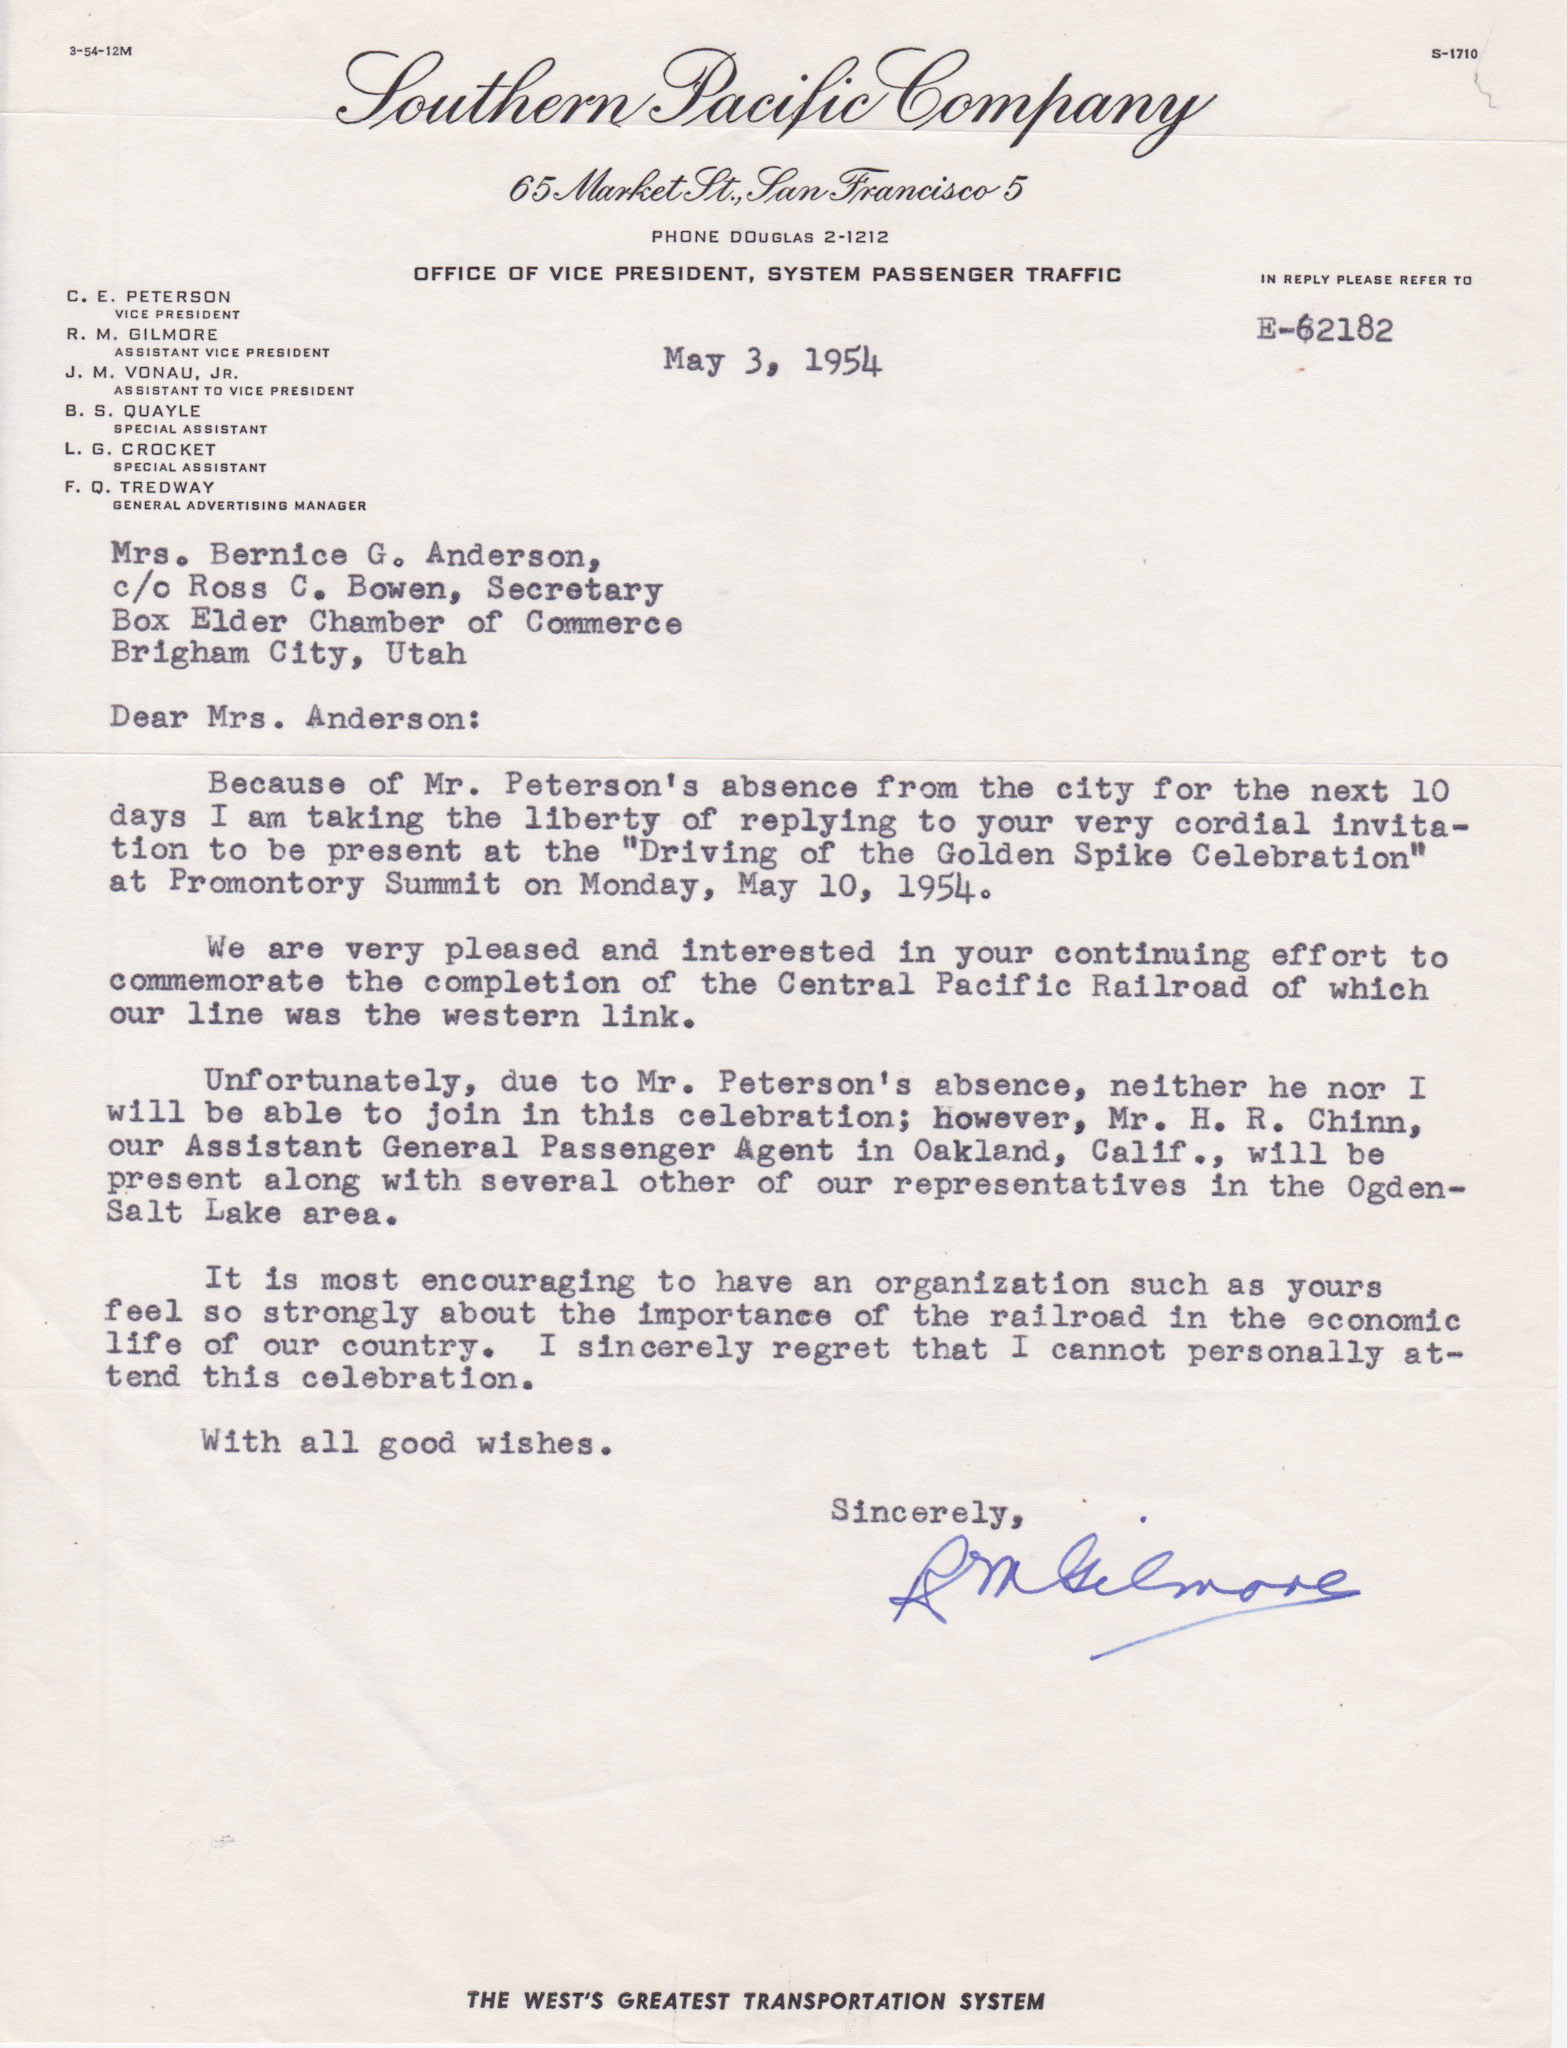 3-54-12M
S-1710
Southern Pacific Company
65 Market St., San Francisco 5
PHONE DOUGLAS 2-1212
OFFICE OF VICE PRESIDENT, SYSTEM PASSENGER TRAFFIC
IN REPLY PLEASE REFER TO
E-62182
C. E. PETERSON
VICE PRESIDENT
R. M. GILMORE
ASSISTANT VICE PRESIDENT
J. M. VONAU, JR.
ASSISTANT TO VICE PRESIDENT
B. S. QUAYLE
SPECIAL ASSISTANT
L. G. CROCKET
SPECIAL ASSISTANT
F. Q. TREDWAY
GENERAL ADVERTISING MANAGER
May 3, 1954
Mrs. Bernice G. Anderson,
c/o Ross C. Bowen, Secretary
Box Elder Chamber of Commerce
Brigham City, Utah
Dear Mrs. Anderson:
Because of Mr. Peterson's absence from the city for the next 10
days I am taking the liberty of replying to your very cordial invita-
tion to be present at the "Driving of the Golden Spike Celebration"
at Promontory Summit on Monday, May 10, 1954.
We are very pleased and interested in your continuing effort to
commemorate the completion of the Central Pacific Railroad of which
our line was the western link.
Unfortunately, due to Mr. Peterson's absence, neither he nor I
will be able to join in this celebration; however, Mr. H. R. Chinn,
our Assistant General Passenger Agent in Oakland, Calif., will be
present along with several other of our representatives in the Ogden-
Salt Lake area.
It is most encouraging to have an organization such as yours
feel so strongly about the importance of the railroad in the economic
life of our country. I sincerely regret that I cannot personally at-
tend this celebration.
With all good wishes.
Sincerely,
R M Gilmore
THE WEST'S GREATEST TRANSPORTATION SYSTEM